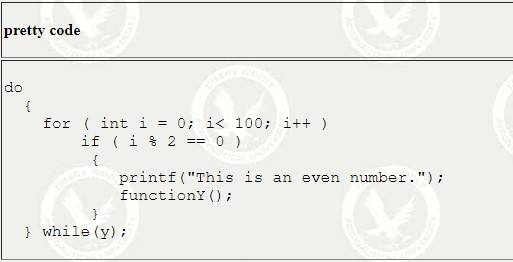 pretty code
do
{
for ( int i = 0; i< 100; i++ )
if ( i % 2 == 0 )
{
printf("This is an even number.");
functionY();
}
} while(y);